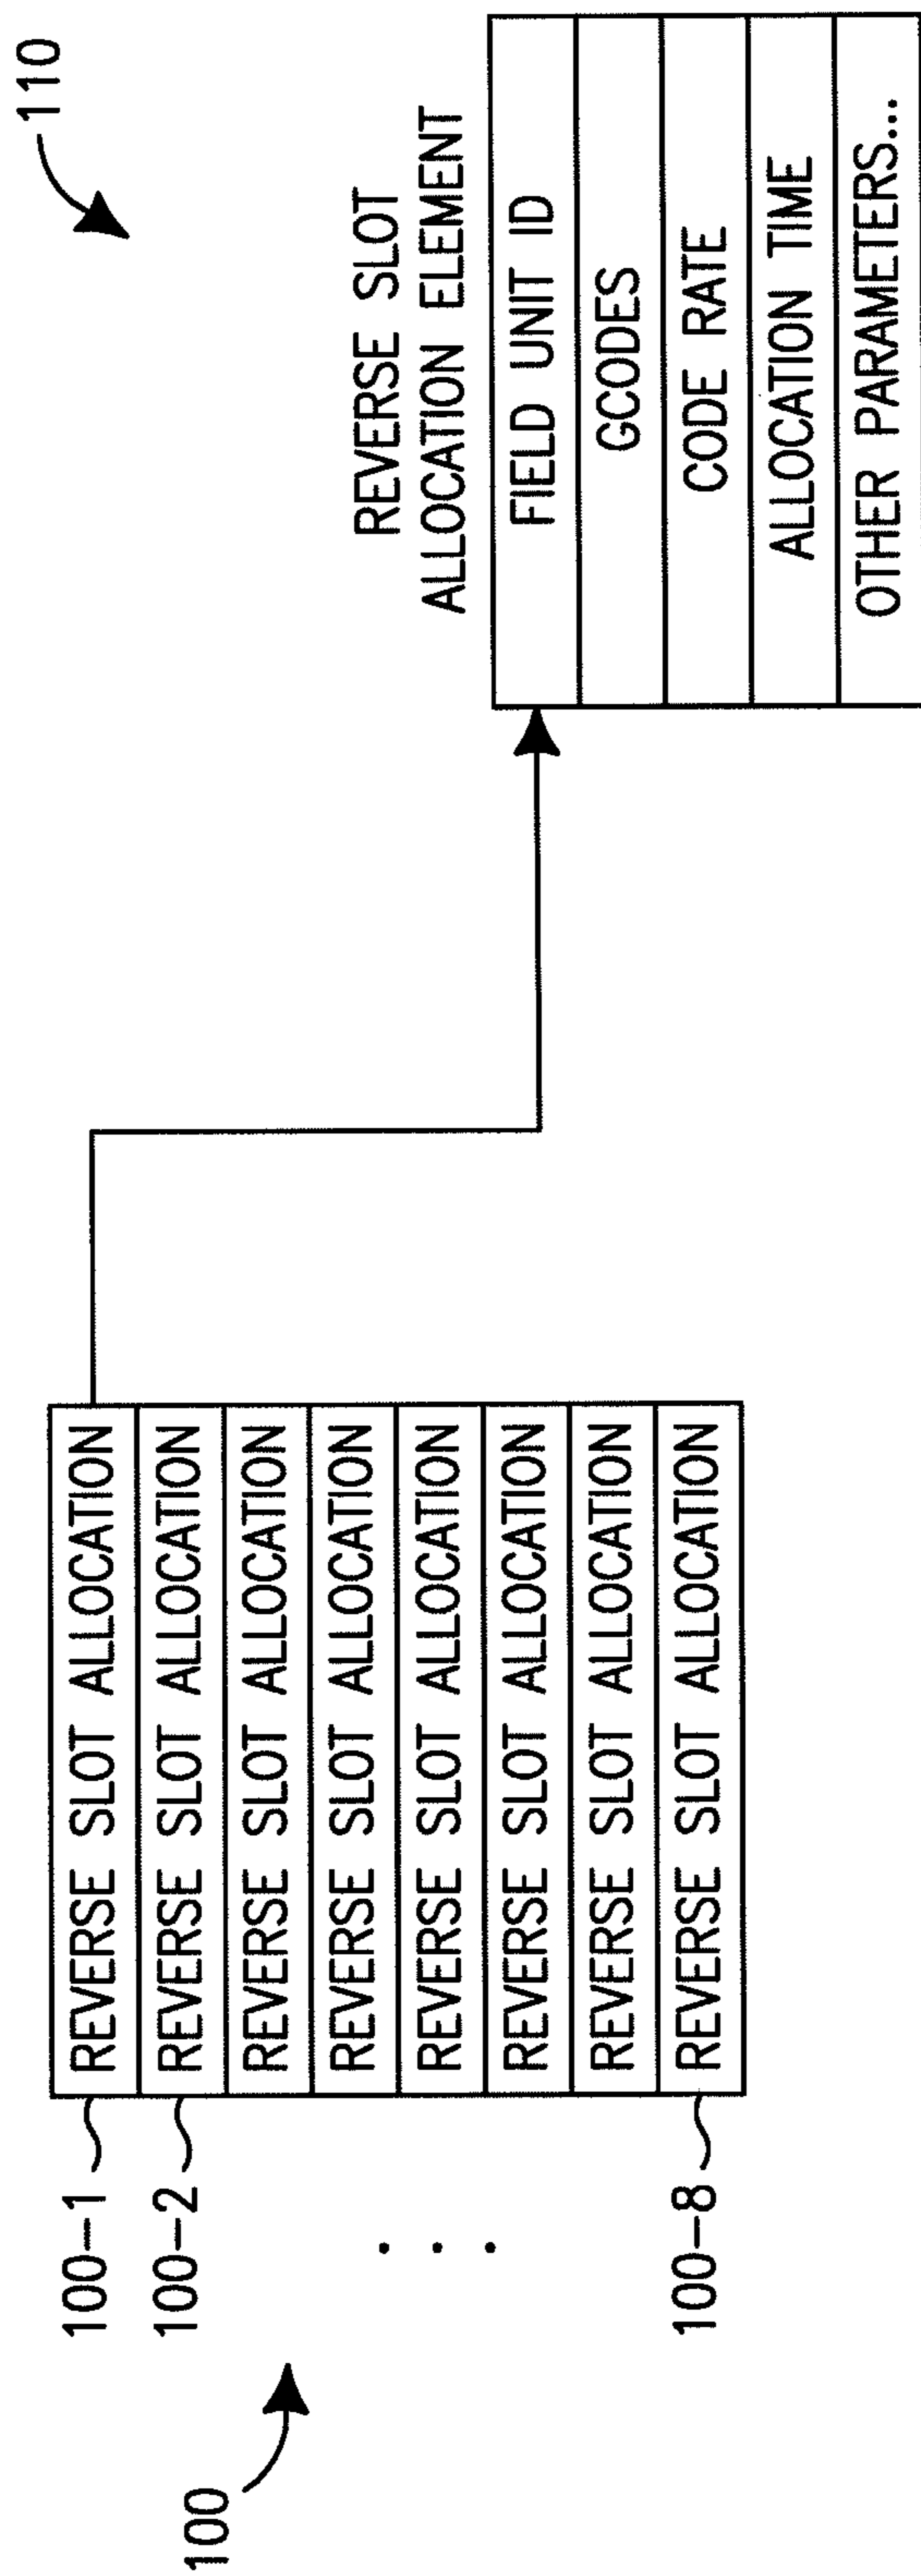 100
100-1
100-2
. . .
100-8
REVERSE SLOT ALLOCATION
REVERSE SLOT ALLOCATION
REVERSE SLOT ALLOCATION
REVERSE SLOT ALLOCATION
REVERSE SLOT ALLOCATION
REVERSE SLOT ALLOCATION
REVERSE SLOT ALLOCATION
REVERSE SLOT ALLOCATION
110
REVERSE SLOT
ALLOCATION ELEMENT
FIELD UNIT ID
GCODES
CODE RATE
ALLOCATION TIME
OTHER PARAMETERS...